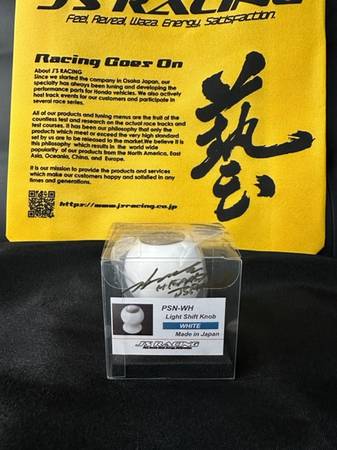 J'S RACING
Feel, Reveal, Waza. Energy, Satisfaction.
Racing Goes On
About J'S RACING
Since we started the company in Osaka Japan, our
specialty has always been tuning and developing the
performance parts for Honda vehicles. We also actively
host track events for our customers and participate in
several race series.
All of our products and tuning menus are the fruit of the
countless test and research on the actual race tracks and
test courses. It has been our philosophy that only the
products which meet or exceed the very high standard
set by us are to be released to the market.We believe it is
this philosophy which results in the world wide
popularity of our products from the North America, East
Asia, Oceania, China, and Europe.
It is our mission to provide the products and services
which make our customers happy and satisfied in any
times and generations.
https://www.jsracing.co.jp
藝
PSN-WH
Light Shift Knob
WHITE
Made in Japan
J'S RACING